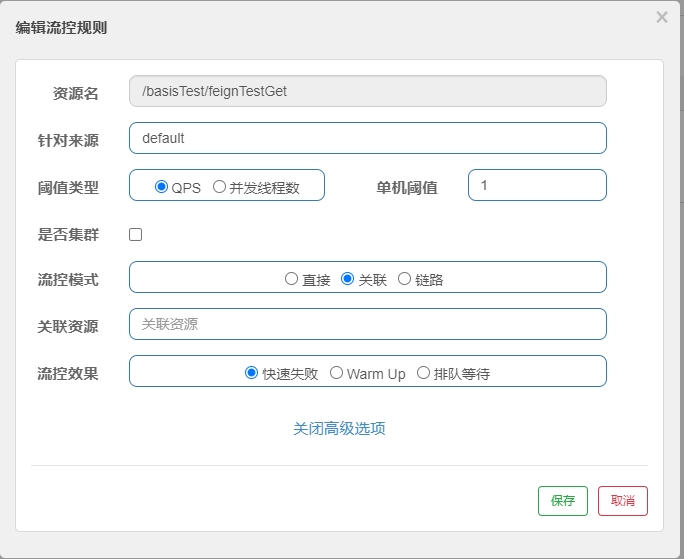 编辑流控规则 ×
资源名 /basisTest/feignTestGet
针对来源 default
阈值类型 QPS 并发线程数 单机阈值 1
是否集群
流控模式 直接 关联 链路
关联资源 关联资源
流控效果 快速失败 Warm Up 排队等待
关闭高级选项
保存 取消